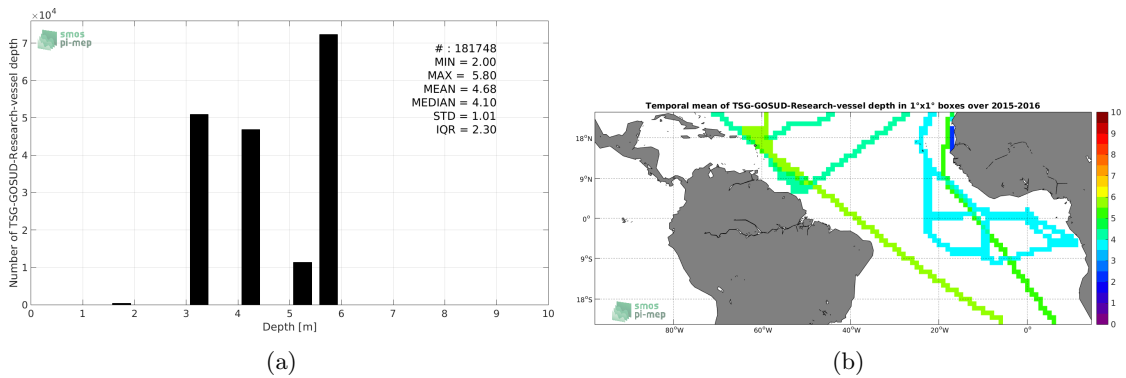 ×10⁴
smos
pi-mep
Number of TSG-GOSUD-Research-vessel depth
7
6
5
4
3
2
1
0
# : 181748
MIN = 2.00
MAX = 5.80
MEAN = 4.68
MEDIAN = 4.10
STD = 1.01
IQR = 2.30
0 1 2 3 4 5 6 7 8 9 10
Depth [m]
(a)
Temporal mean of TSG-GOSUD-Research-vessel depth in 1°x1° boxes over 2015-2016
18°N
9°N
0°
9°S
18°S
smos
pi-mep
80°W 60°W 40°W 20°W 0°
10
9
8
7
6
5
4
3
2
1
0
(b)